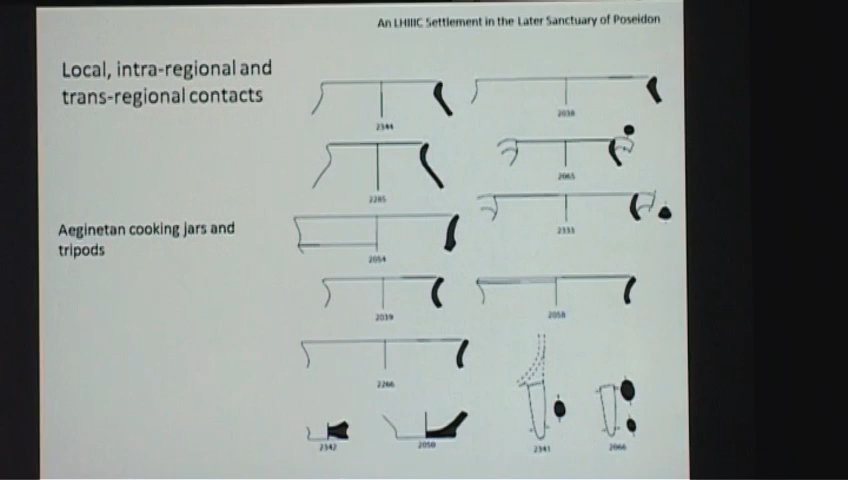 An LHIIIC Settlement in the Later Sanctuary of Poseidon
Local, intra-regional and
trans-regional contacts
Aeginetan cooking jars and
tripods
2344
2038
2065
2285
2333
2054
2039
2058
2266
2342
2050
2341
2066